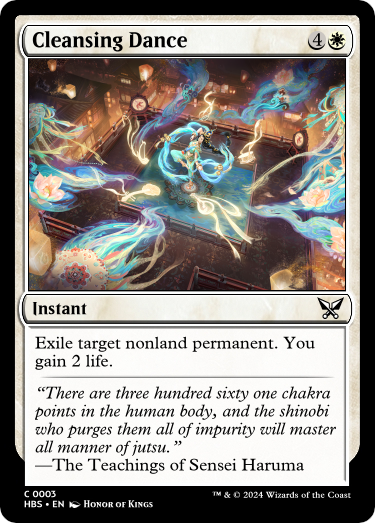 Cleansing Dance 4
Instant
Exile target nonland permanent. You
gain 2 life.
“There are three hundred sixty one chakra
points in the human body, and the shinobi
who purges them all of impurity will master
all manner of jutsu.”
—The Teachings of Sensei Haruma
C 0003
HBS • EN Honor of Kings
™ & © 2024 Wizards of the Coast